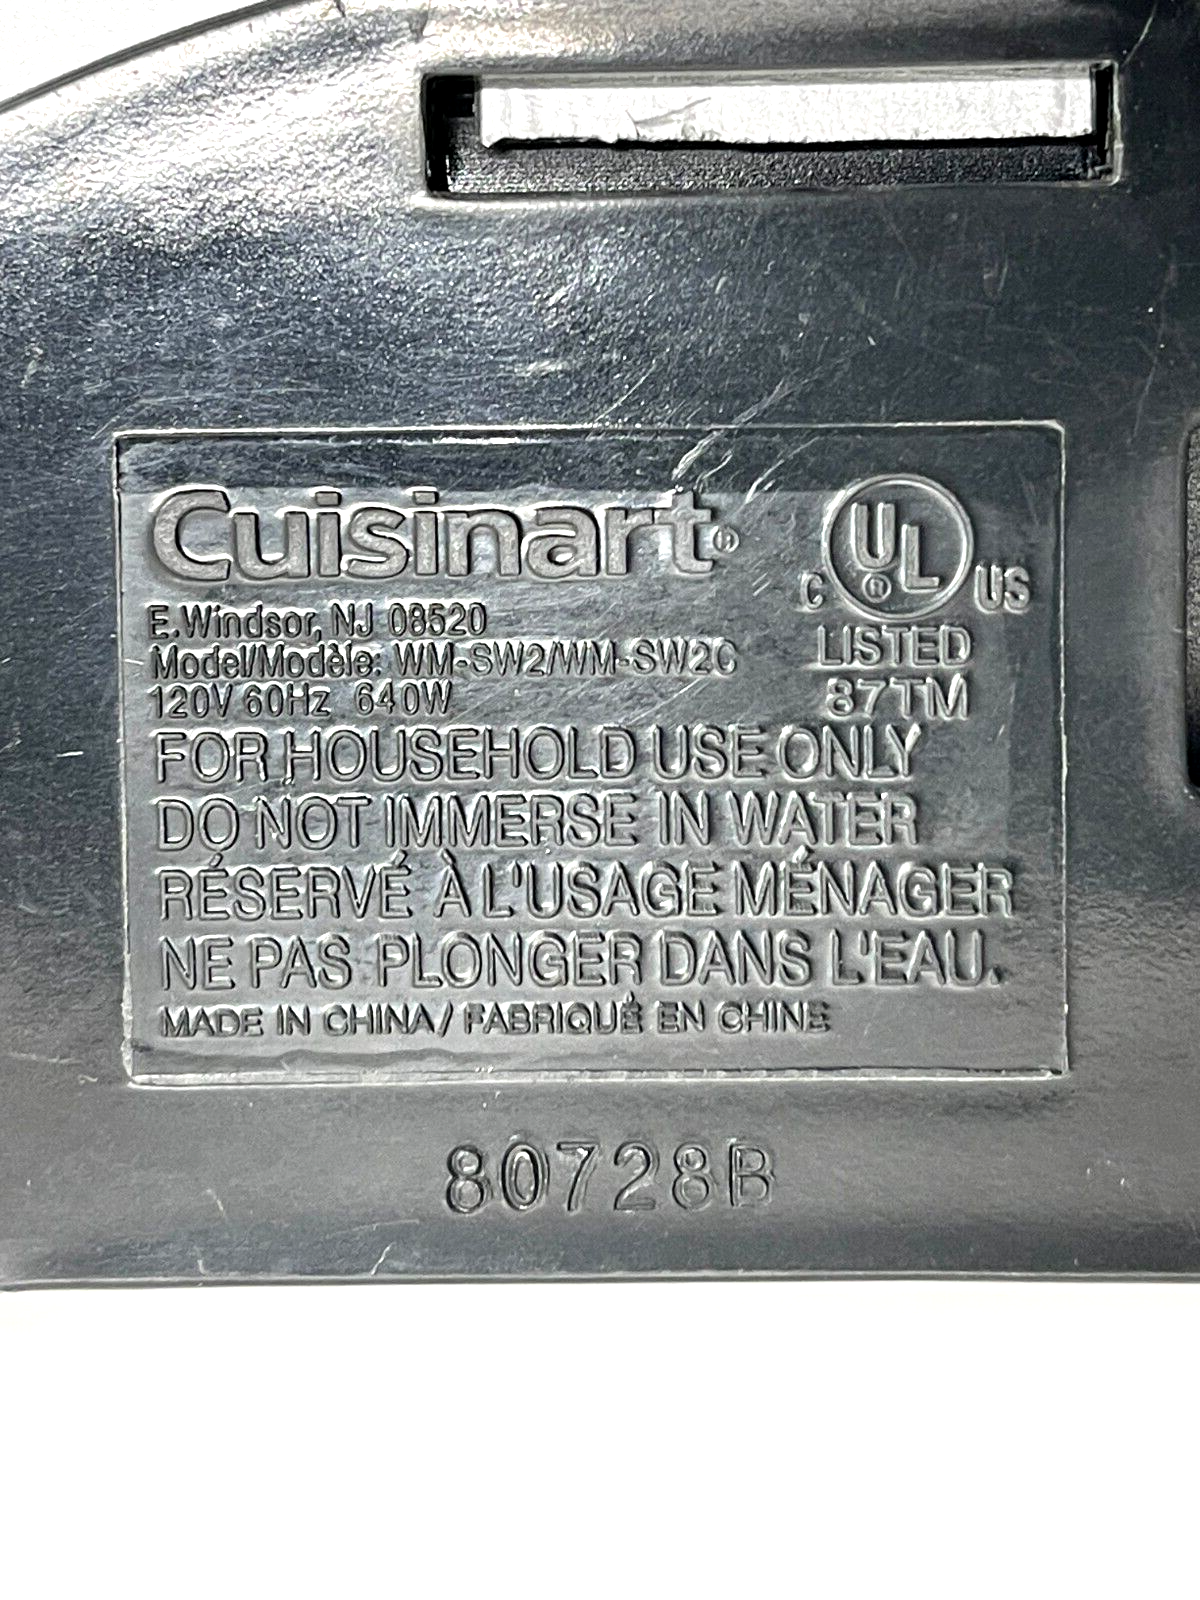 Cuisinart®
E.Windsor, NJ 08520
Model/Modèle: WM-SW2/WM-SW2C
120V 60Hz 640W
C UL® US
LISTED
87TM
FOR HOUSEHOLD USE ONLY
DO NOT IMMERSE IN WATER
RÉSERVÉ À L'USAGE MÉNAGER
NE PAS PLONGER DANS L'EAU.
MADE IN CHINA/ FABRIQUÉ EN CHINE
80728B